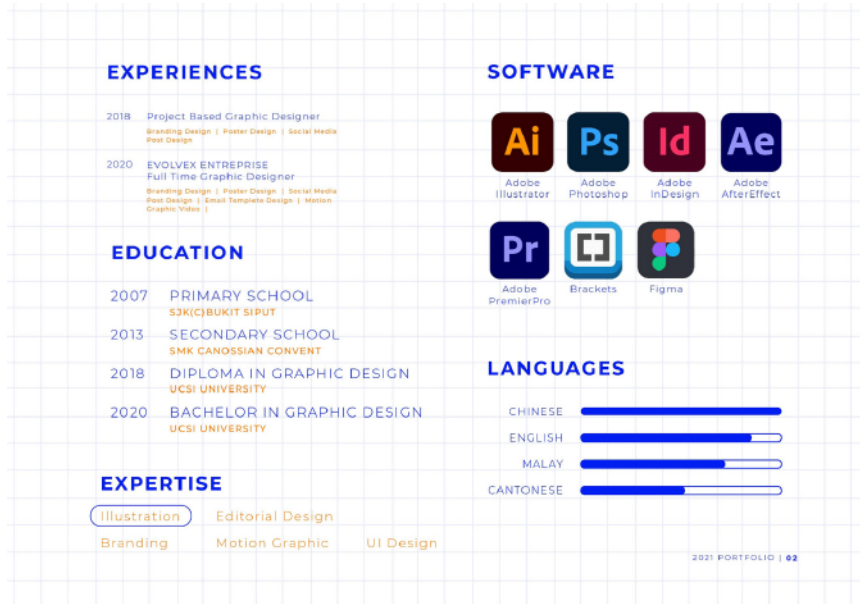 EXPERIENCES
2018 Project Based Graphic Designer
Branding Design | Poster Design | Social Media
Post Design
2020 EVOLVEX ENTREPRISE
Full Time Graphic Designer
Branding Design | Poster Design | Social Media
Post Design | Email Templete Design | Motion
Graphic Video |
EDUCATION
2007 PRIMARY SCHOOL
SJK(C)BUKIT SIPUT
2013 SECONDARY SCHOOL
SMK CANOSSIAN CONVENT
2018 DIPLOMA IN GRAPHIC DESIGN
UCSI UNIVERSITY
2020 BACHELOR IN GRAPHIC DESIGN
UCSI UNIVERSITY
EXPERTISE
Illustration Editorial Design
Branding Motion Graphic UI Design
SOFTWARE
Ai Ps Id Ae
Adobe Adobe Adobe Adobe
Illustrator Photoshop InDesign AfterEffect
Pr
Adobe Brackets Figma
PremierPro
LANGUAGES
CHINESE
ENGLISH
MALAY
CANTONESE
2021 PORTFOLIO | 02